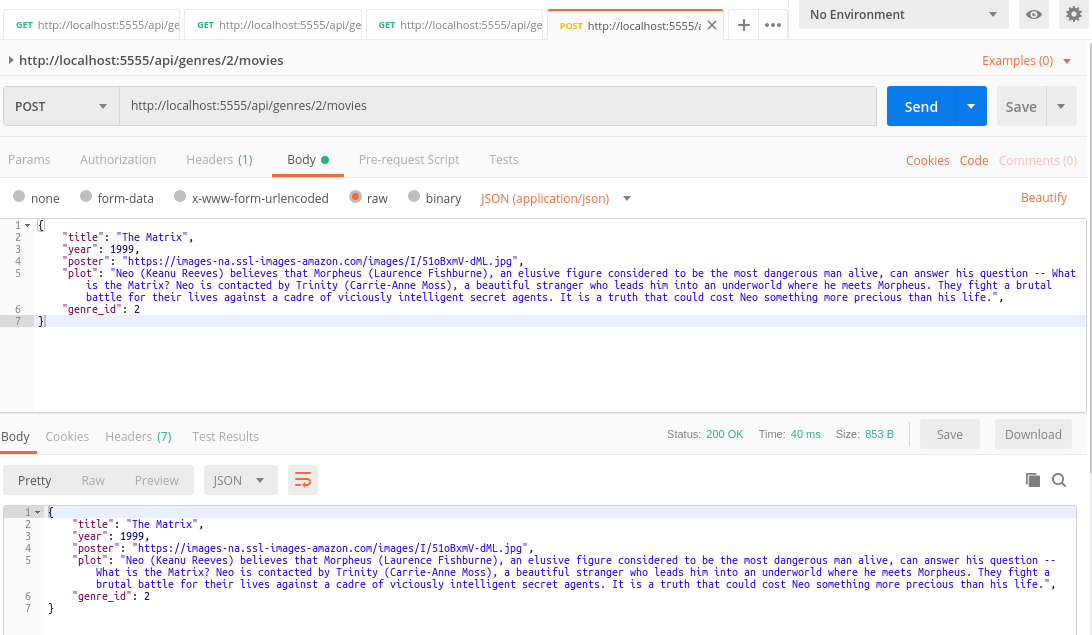 GET http://localhost:5555/api/ge GET http://localhost:5555/api/ge GET http://localhost:5555/api/ge POST http://localhost:5555/a No Environment
http://localhost:5555/api/genres/2/movies Examples (0)
POST http://localhost:5555/api/genres/2/movies Send Save
Params Authorization Headers (1) Body Pre-request Script Tests Cookies Code Comments (0)
none form-data x-www-form-urlencoded raw binary JSON (application/json) Beautify
1 {
2 "title": "The Matrix",
3 "year": 1999,
4 "poster": "https://images-na.ssl-images-amazon.com/images/I/51oBxmV-dML.jpg",
5 "plot": "Neo (Keanu Reeves) believes that Morpheus (Laurence Fishburne), an elusive figure considered to be the most dangerous man alive, can answer his question -- What
is the Matrix? Neo is contacted by Trinity (Carrie-Anne Moss), a beautiful stranger who leads him into an underworld where he meets Morpheus. They fight a brutal
battle for their lives against a cadre of viciously intelligent secret agents. It is a truth that could cost Neo something more precious than his life.",
6 "genre_id": 2
7 }
Body Cookies Headers (7) Test Results Status: 200 OK Time: 40 ms Size: 853 B Save Download
Pretty Raw Preview JSON
1 {
2 "title": "The Matrix",
3 "year": 1999,
4 "poster": "https://images-na.ssl-images-amazon.com/images/I/51oBxmV-dML.jpg",
5 "plot": "Neo (Keanu Reeves) believes that Morpheus (Laurence Fishburne), an elusive figure considered to be the most dangerous man alive, can answer his question --
What is the Matrix? Neo is contacted by Trinity (Carrie-Anne Moss), a beautiful stranger who leads him into an underworld where he meets Morpheus. They fight a
brutal battle for their lives against a cadre of viciously intelligent secret agents. It is a truth that could cost Neo something more precious than his life.",
6 "genre_id": 2
7 }